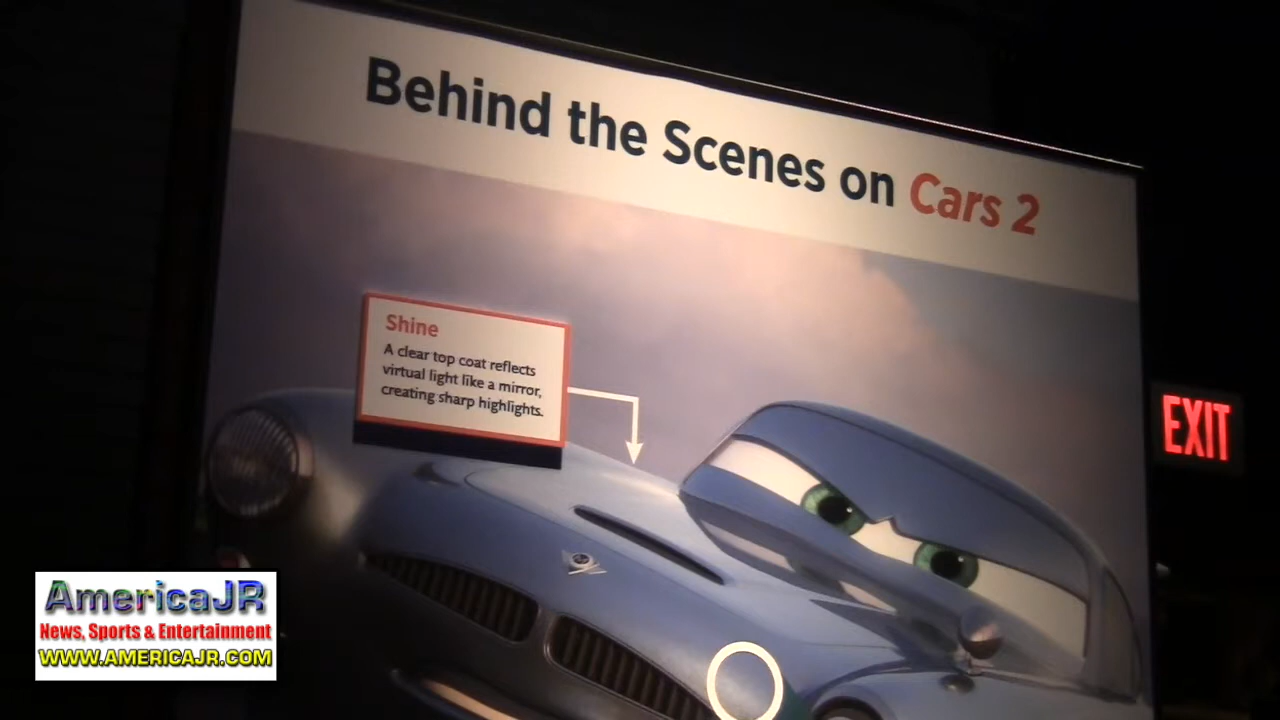 Behind the Scenes on Cars 2
Shine
A clear top coat reflects
virtual light like a mirror,
creating sharp highlights.
EXIT
AmericaJR
News, Sports & Entertainment
WWW.AMERICAJR.COM